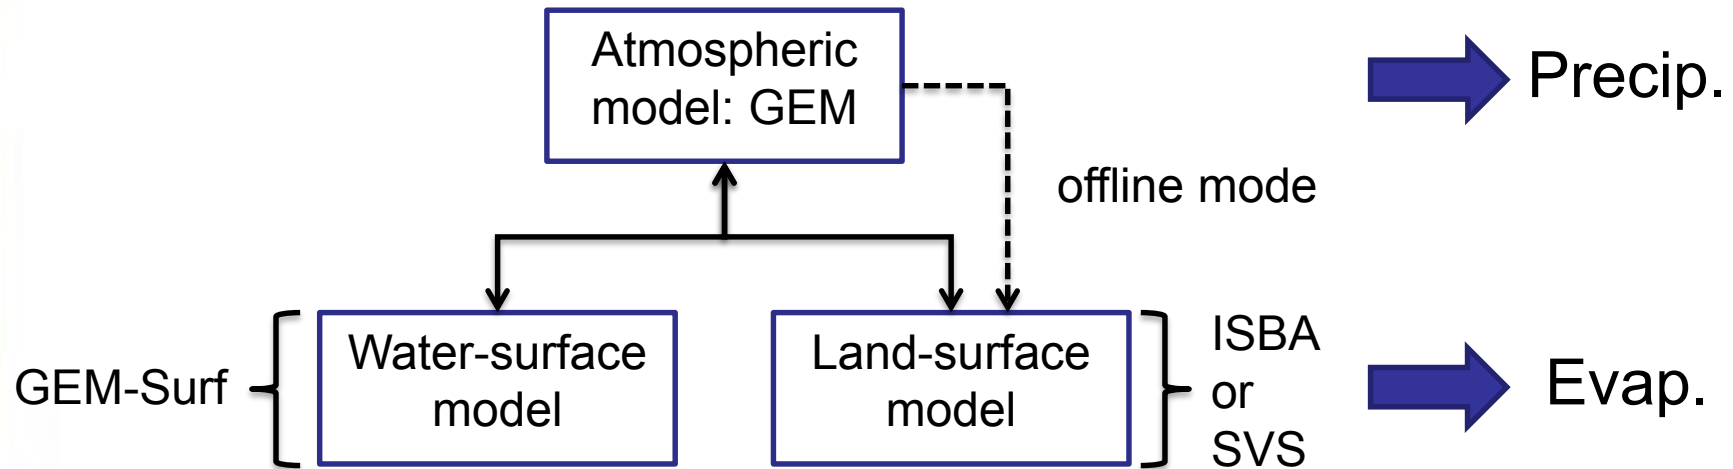 Atmospheric
model: GEM
Precip.
offline mode
GEM-Surf
Water-surface
model
Land-surface
model
ISBA
or
SVS
Evap.